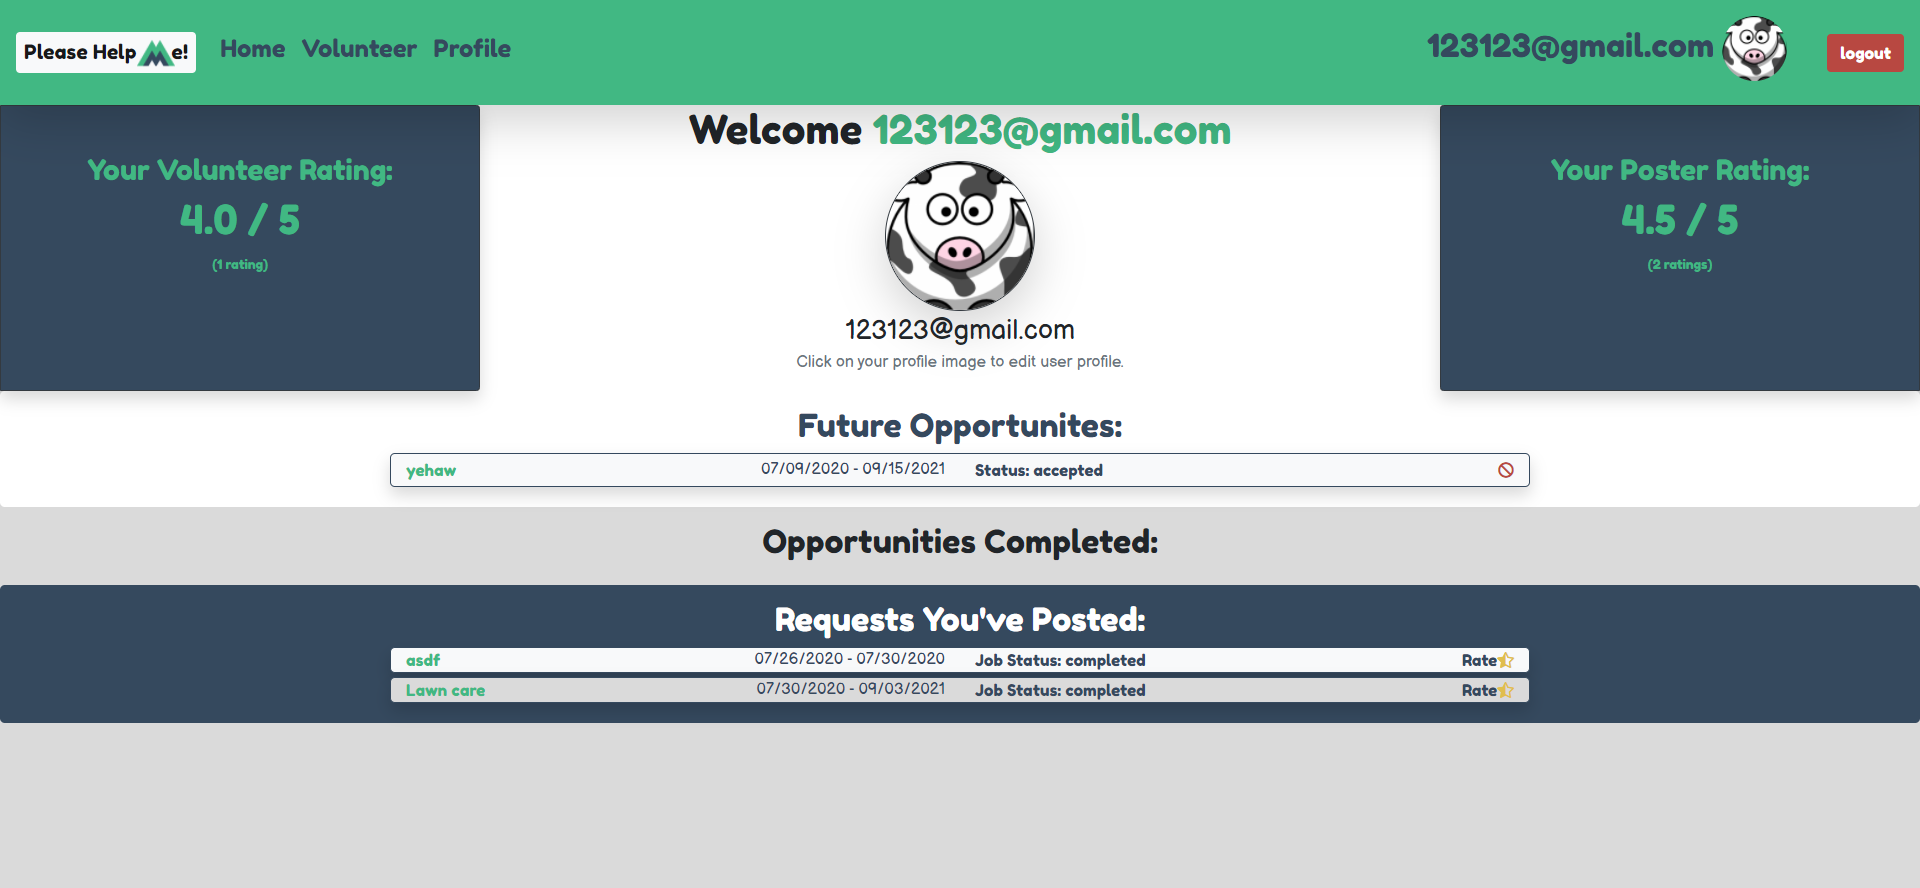 Please Help Me!
Home Volunteer Profile
123123@gmail.com
logout
Your Volunteer Rating:
4.0 / 5
(1 rating)
Welcome 123123@gmail.com
123123@gmail.com
Click on your profile image to edit user profile.
Your Poster Rating:
4.5 / 5
(2 ratings)
Future Opportunites:
yehaw 07/09/2020 - 09/15/2021 Status: accepted
Opportunities Completed:
Requests You've Posted:
asdf 07/26/2020 - 07/30/2020 Job Status: completed Rate
Lawn care 07/30/2020 - 09/03/2021 Job Status: completed Rate